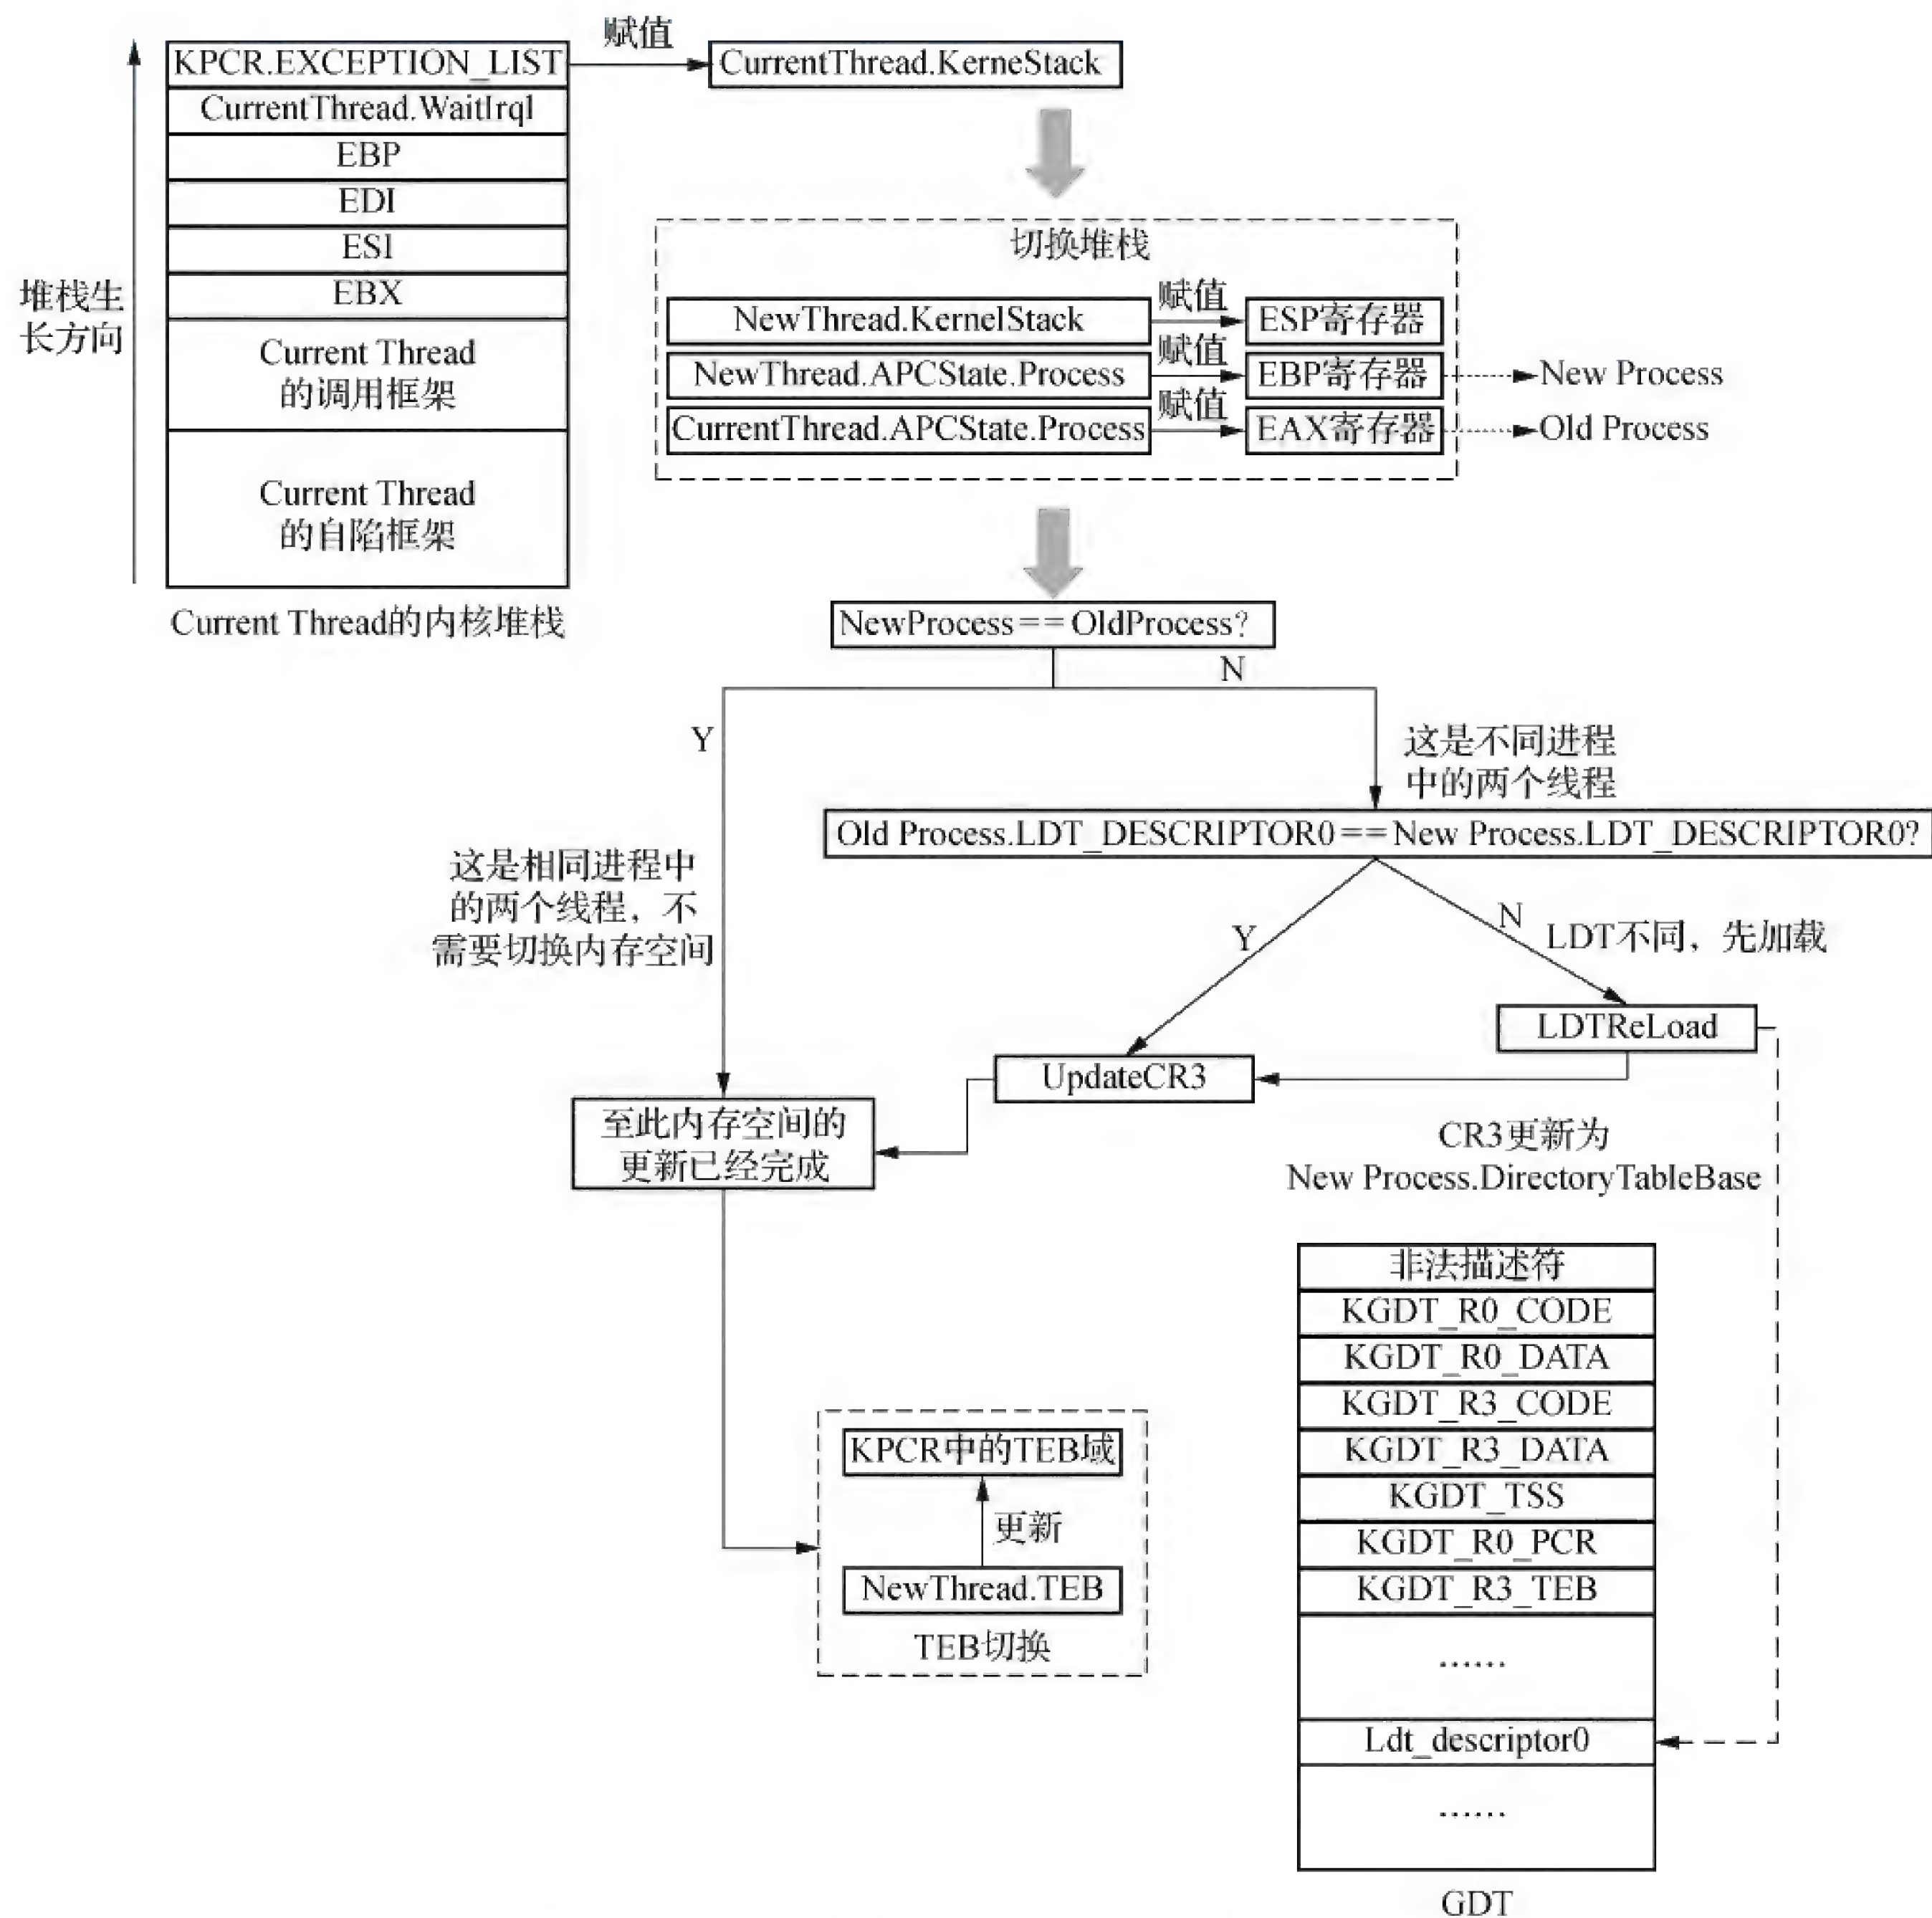 KPCR.EXCEPTION_LIST
赋值
CurrentThread.KerneStack
CurrentThread.WaitIrql
EBP
EDI
ESI
EBX
Current Thread
的调用框架
Current Thread
的自陷框架
堆栈生
长方向
Current Thread的内核堆栈
切换堆栈
NewThread.KernelStack
赋值
ESP寄存器
NewThread.APCState.Process
赋值
EBP寄存器
New Process
CurrentThread.APCState.Process
赋值
EAX寄存器
Old Process
NewProcess==OldProcess?
N
Y
这是不同进程
中的两个线程
Old Process.LDT_DESCRIPTOR0==New Process.LDT_DESCRIPTOR0?
这是相同进程中
的两个线程，不
需要切换内存空间
Y
N
LDT不同，先加载
LDTReLoad
UpdateCR3
至此内存空间的
更新已经完成
CR3更新为
New Process.DirectoryTableBase
非法描述符
KGDT_R0_CODE
KGDT_R0_DATA
KGDT_R3_CODE
KGDT_R3_DATA
KGDT_TSS
KGDT_R0_PCR
KGDT_R3_TEB
……
Ldt_descriptor0
……
GDT
KPCR中的TEB域
更新
NewThread.TEB
TEB切换